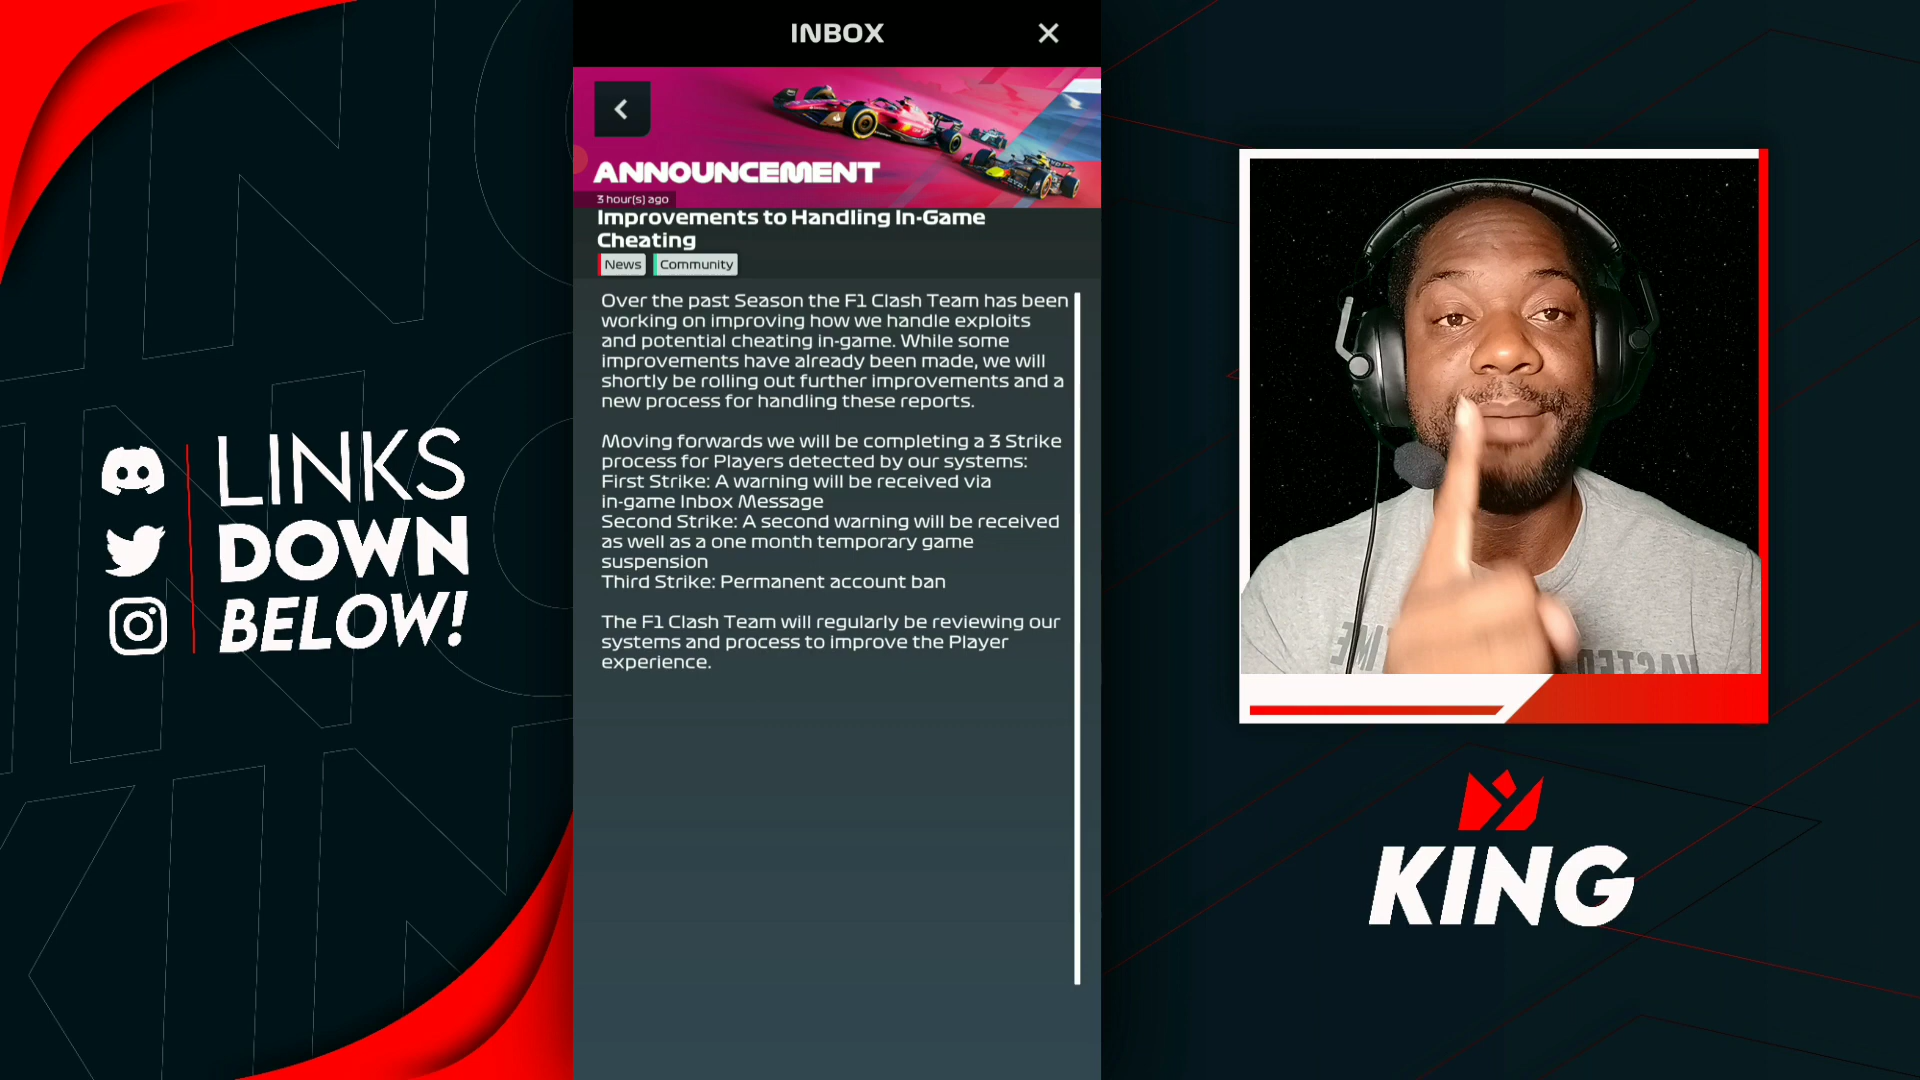 INBOX
ANNOUNCEMENT
3 hour(s) ago
Improvements to Handling In-Game
Cheating
News Community
Over the past Season the F1 Clash Team has been
working on improving how we handle exploits
and potential cheating in-game. While some
improvements have already been made, we will
shortly be rolling out further improvements and a
new process for handling these reports.
Moving forwards we will be completing a 3 Strike
process for Players detected by our systems:
First Strike: A warning will be received via
in-game Inbox Message
Second Strike: A second warning will be received
as well as a one month temporary game
suspension
Third Strike: Permanent account ban
The F1 Clash Team will regularly be reviewing our
systems and process to improve the Player
experience.
LINKS
DOWN
BELOW!
KING